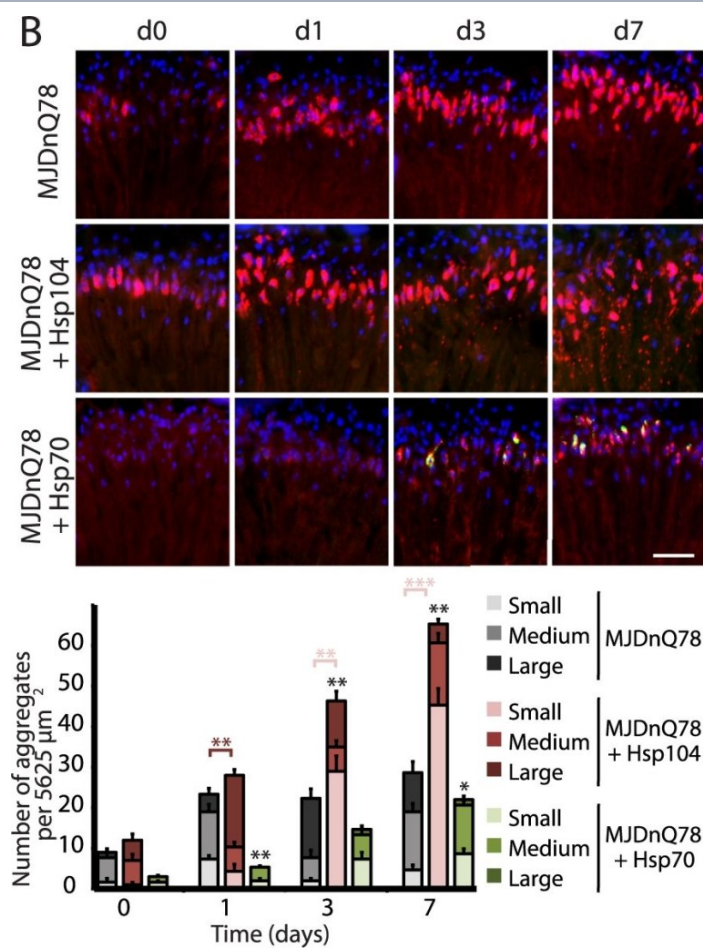 B
d0 d1 d3 d7
MJDnQ78
MJDnQ78
+ Hsp104
MJDnQ78
+ Hsp70
Number of aggregates
per 5625 µm2
60
50
40
30
20
10
0
** ** ** ** ** *** ** *
0 1 3 7
Time (days)
Small
Medium
Large
MJDnQ78
Small
Medium
Large
MJDnQ78
+ Hsp104
Small
Medium
Large
MJDnQ78
+ Hsp70